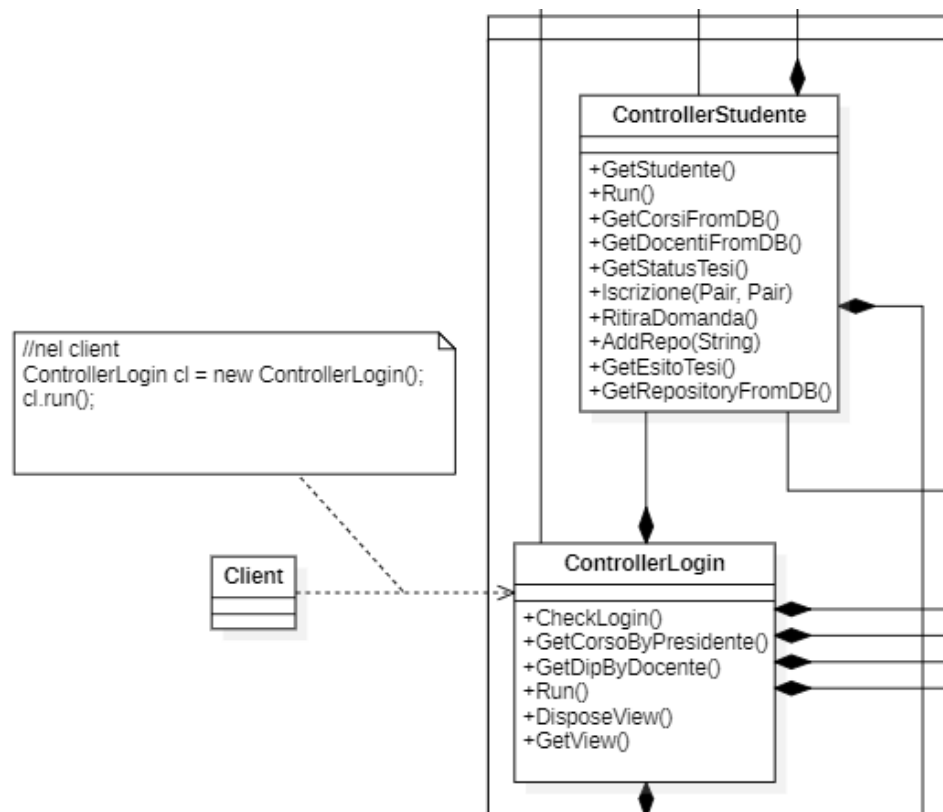 ControllerStudente
+GetStudente()
+Run()
+GetCorsiFromDB()
+GetDocentiFromDB()
+GetStatusTesi()
+Iscrizione(Pair, Pair)
+RitiraDomanda()
+AddRepo(String)
+GetEsitoTesi()
+GetRepositoryFromDB()
//nel client
ControllerLogin cl = new ControllerLogin();
cl.run();
Client
ControllerLogin
+CheckLogin()
+GetCorsoByPresidente()
+GetDipByDocente()
+Run()
+DisposeView()
+GetView()